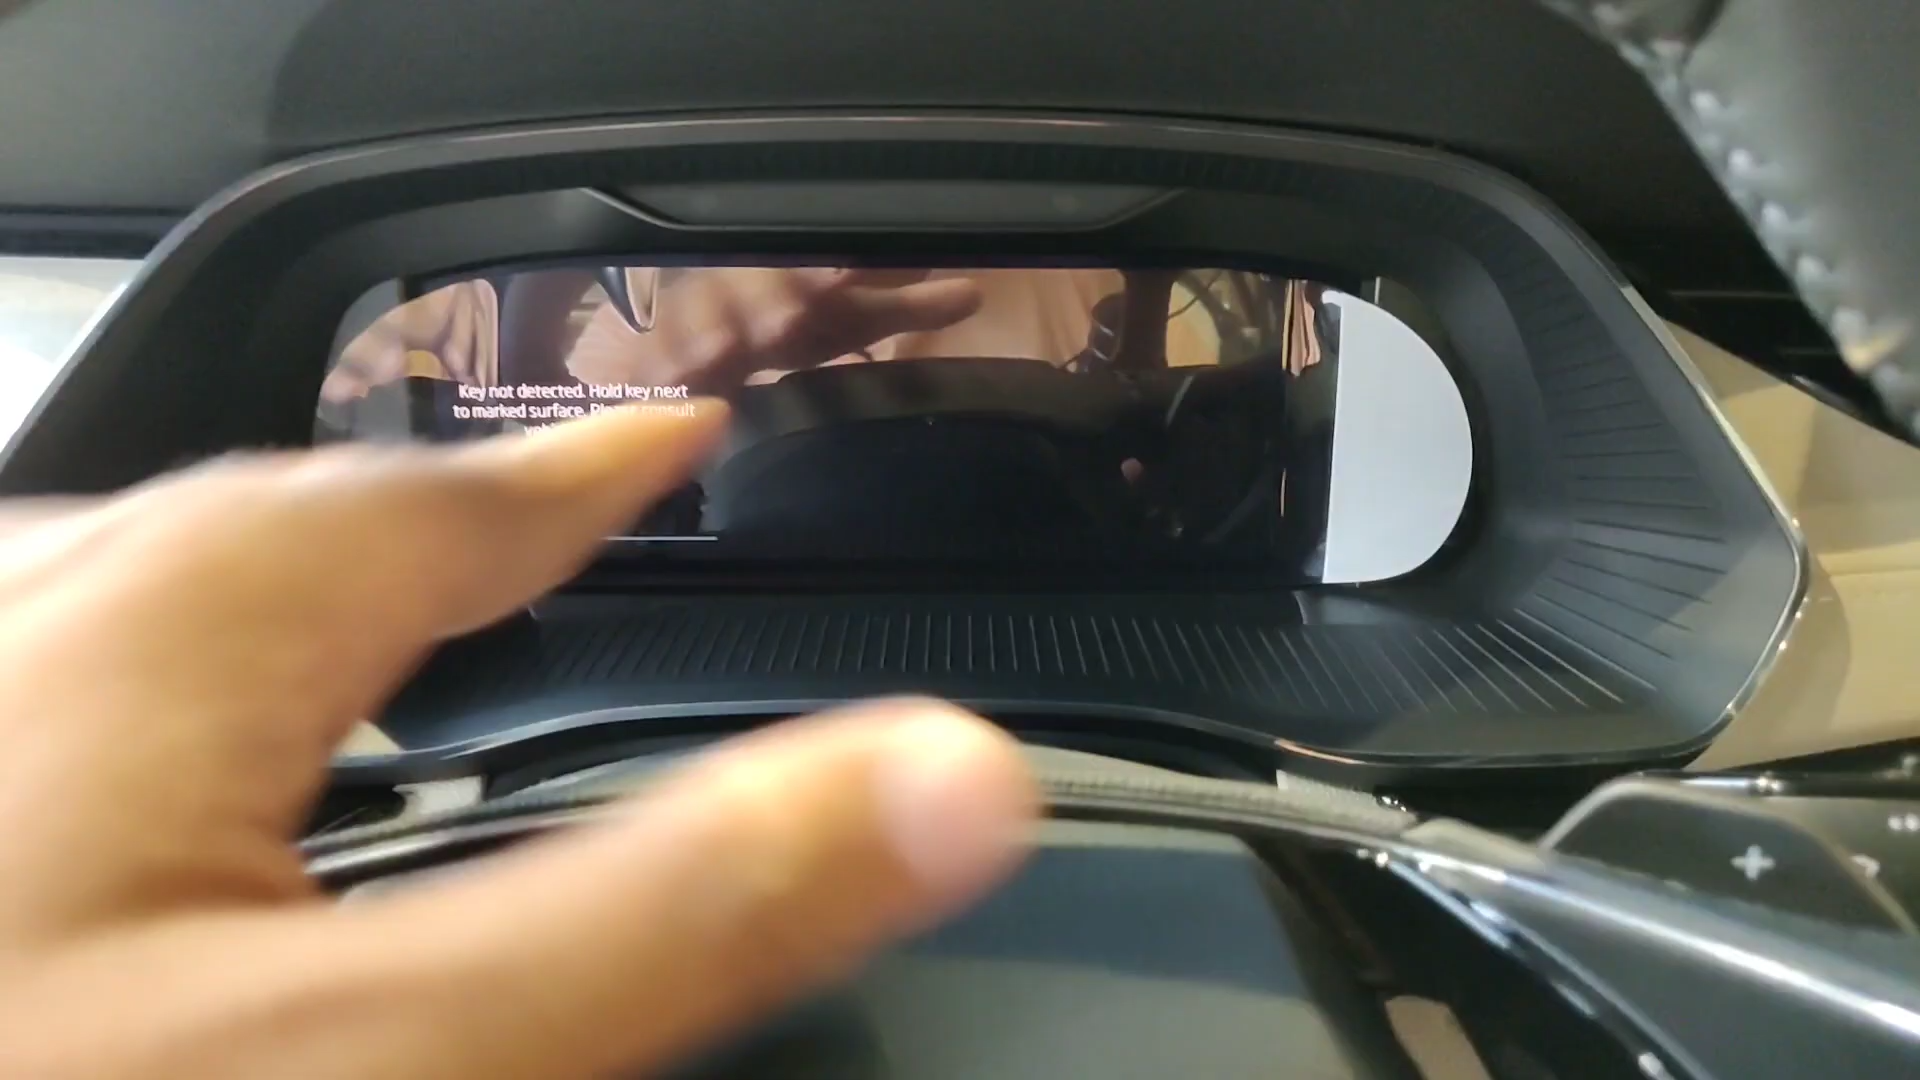 Key not detected. Hold key next
to marked surface. Please consult
+